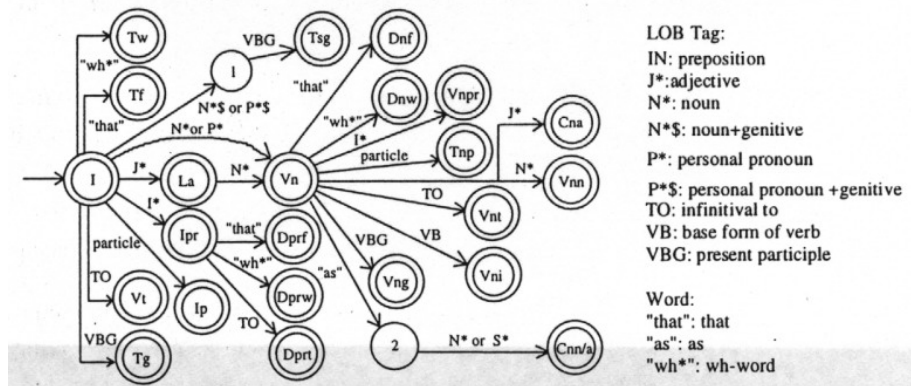 Tw
VBG
Tsg
Dnf
"wh*"
1
"that"
Tf
Dnw
Vnpr
"that"
N*$ or P*$
"wh*"
I*
J*
Cna
N*or P*
particle
Tnp
I
J*
La
N*
Vn
N*
Vnn
I*
TO
Vnt
Ipr
"that"
Dprf
particle
"wh*"
VBG
VB
TO
"as"
Vni
Vt
Ip
Dprw
Vng
TO
VBG
Tg
Dprt
2
N* or S*
Cnn/a
LOB Tag:
IN: preposition
J*:adjective
N*: noun
N*$: noun+genitive
P*: personal pronoun
P*$: personal pronoun +genitive
TO: infinitival to
VB: base form of verb
VBG: present participle
Word:
"that": that
"as": as
"wh*": wh-word